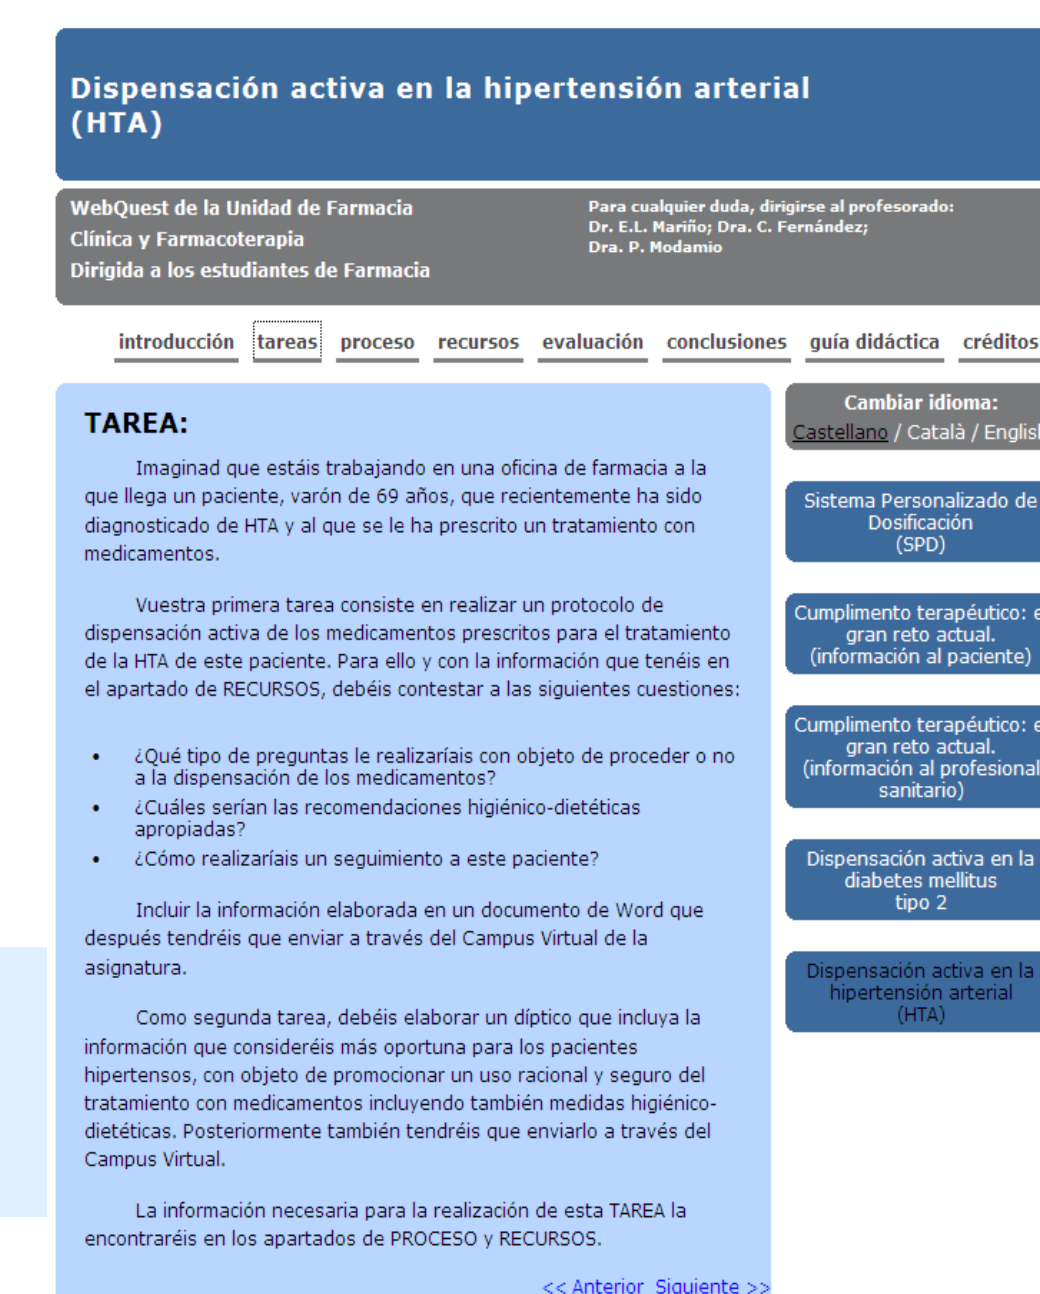 Dispensación activa en la hipertensión arterial
(HTA)
WebQuest de la Unidad de Farmacia
Clínica y Farmacoterapia
Dirigida a los estudiantes de Farmacia
Para cualquier duda, dirigirse al profesorado:
Dr. E.L. Mariño; Dra. C. Fernández;
Dra. P. Modamio
introducción tareas proceso recursos evaluación conclusiones guía didáctica créditos
TAREA:
Imaginad que estáis trabajando en una oficina de farmacia a la
que llega un paciente, varón de 69 años, que recientemente ha sido
diagnosticado de HTA y al que se le ha prescrito un tratamiento con
medicamentos.
Vuestra primera tarea consiste en realizar un protocolo de
dispensación activa de los medicamentos prescritos para el tratamiento
de la HTA de este paciente. Para ello y con la información que tenéis en
el apartado de RECURSOS, debéis contestar a las siguientes cuestiones:
• ¿Qué tipo de preguntas le realizaríais con objeto de proceder o no
a la dispensación de los medicamentos?
• ¿Cuáles serían las recomendaciones higiénico-dietéticas
apropiadas?
• ¿Cómo realizaríais un seguimiento a este paciente?
Incluir la información elaborada en un documento de Word que
después tendréis que enviar a través del Campus Virtual de la
asignatura.
Como segunda tarea, debéis elaborar un díptico que incluya la
información que consideréis más oportuna para los pacientes
hipertensos, con objeto de promocionar un uso racional y seguro del
tratamiento con medicamentos incluyendo también medidas higiénico-
dietéticas. Posteriormente también tendréis que enviarlo a través del
Campus Virtual.
La información necesaria para la realización de esta TAREA la
encontraréis en los apartados de PROCESO y RECURSOS.
<< Anterior Siguiente >>
Cambiar idioma:
Castellano / Català / English
Sistema Personalizado de
Dosificación
(SPD)
Cumplimento terapéutico: e
gran reto actual.
(información al paciente)
Cumplimento terapéutico: e
gran reto actual.
(información al profesional
sanitario)
Dispensación activa en la
diabetes mellitus
tipo 2
Dispensación activa en la
hipertensión arterial
(HTA)